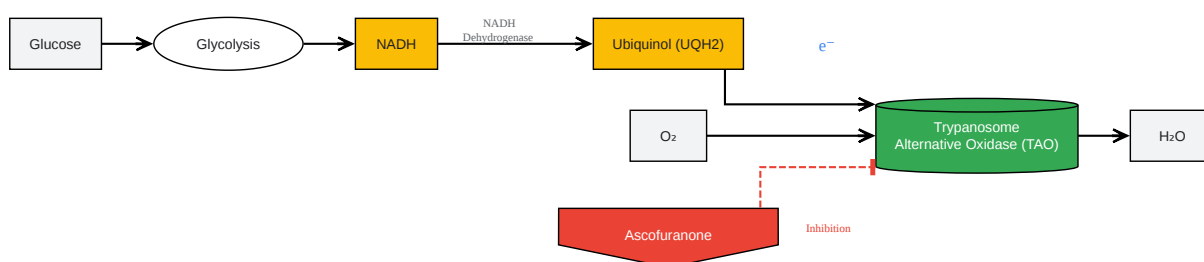 Glucose
Glycolysis
NADH
NADH
Dehydrogenase
Ubiquinol (UQH2)
e⁻
O₂
Trypanosome
Alternative Oxidase (TAO)
H₂O
Ascofuranone
Inhibition